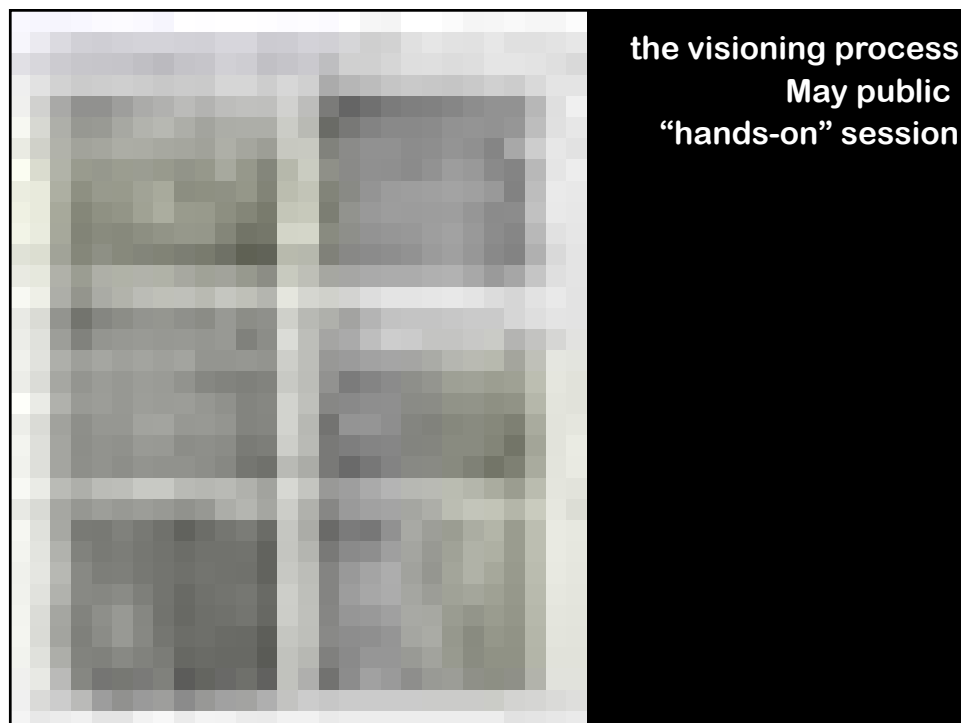 the visioning process
May public
“hands-on” session